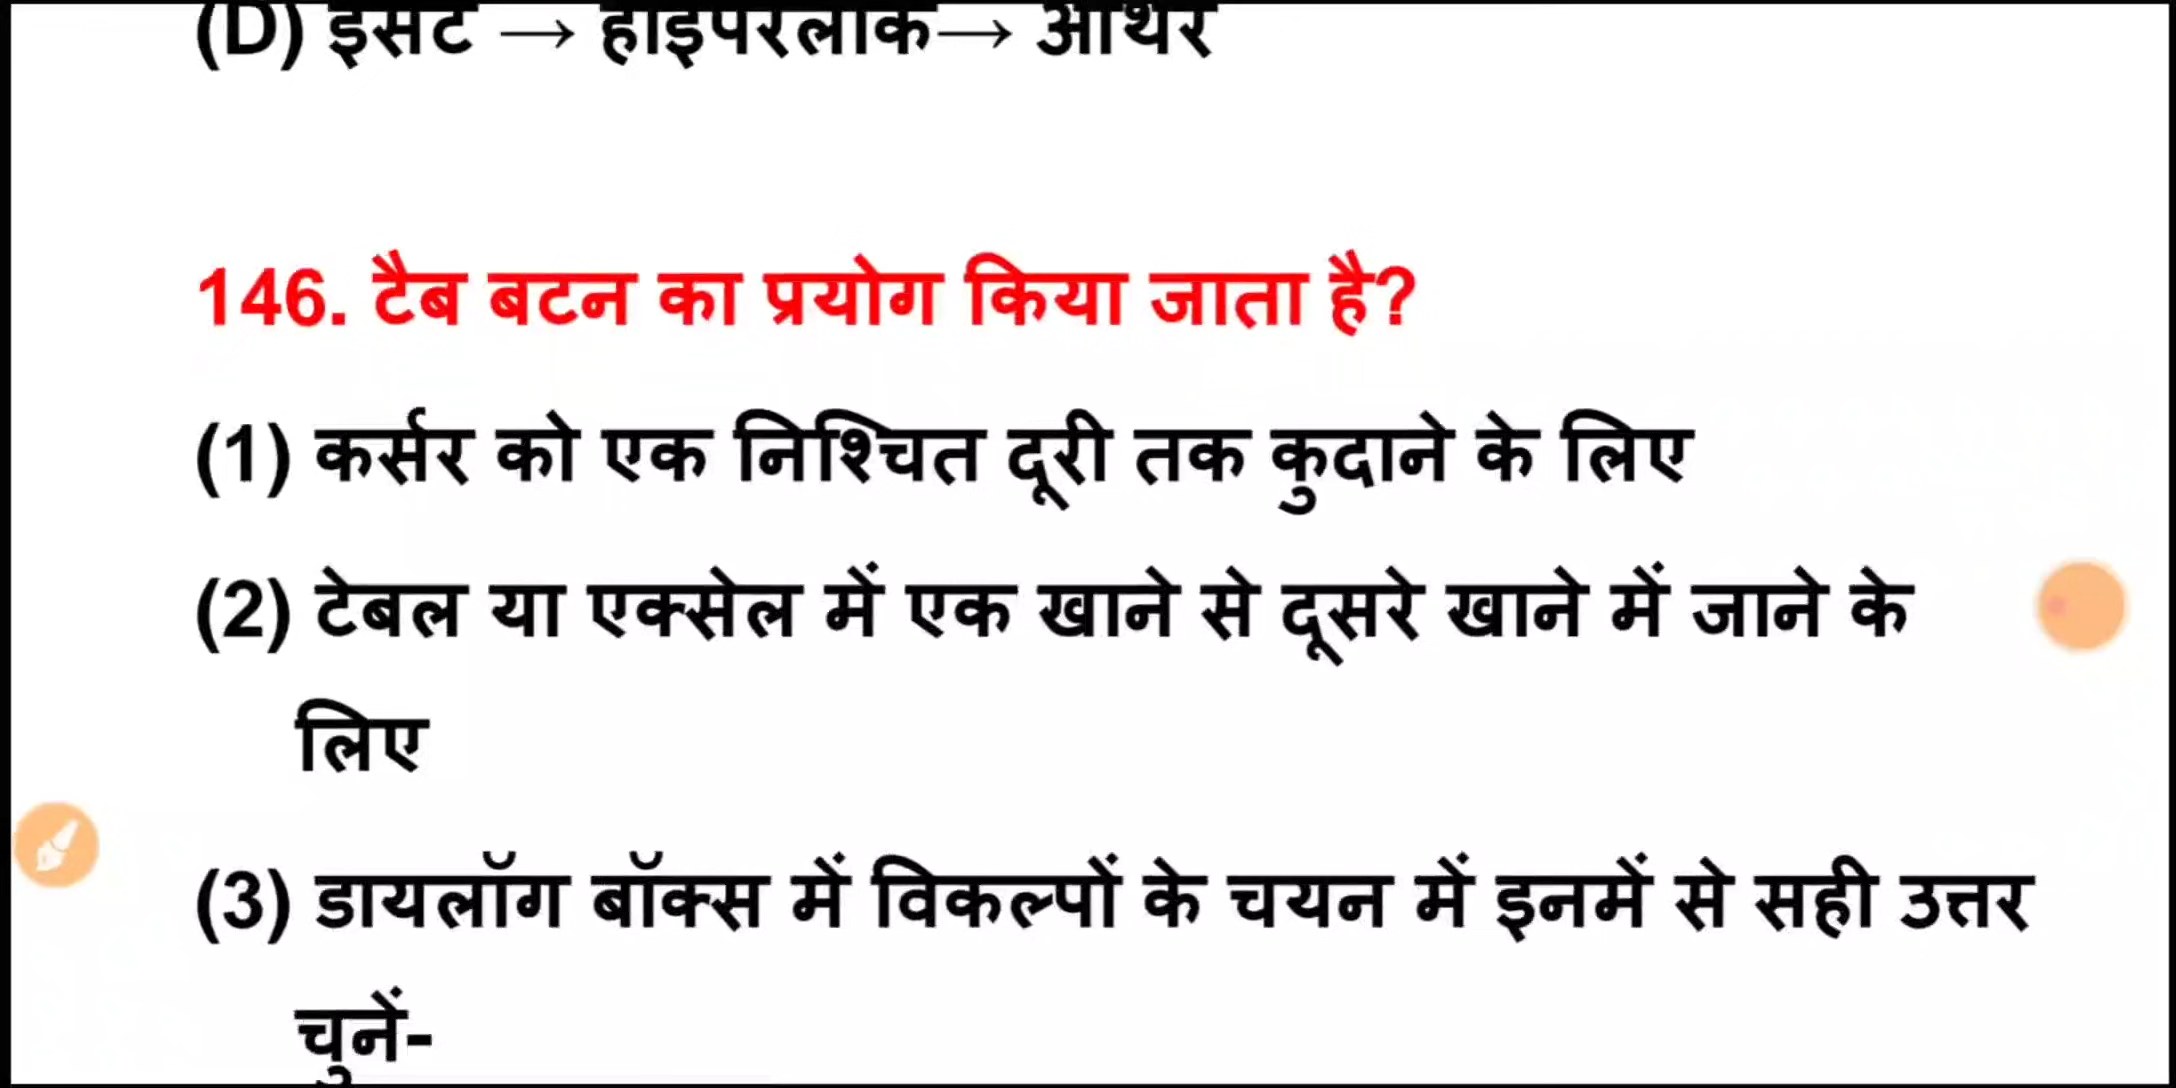 (D) इंसर्ट → हाइपरलिंक→ ऑथर
146. टैब बटन का प्रयोग किया जाता है?
(1) कर्सर को एक निश्चित दूरी तक कुदाने के लिए
(2) टेबल या एक्सेल में एक खाने से दूसरे खाने में जाने के
लिए
(3) डायलॉग बॉक्स में विकल्पों के चयन में इनमें से सही उत्तर
चुनें-